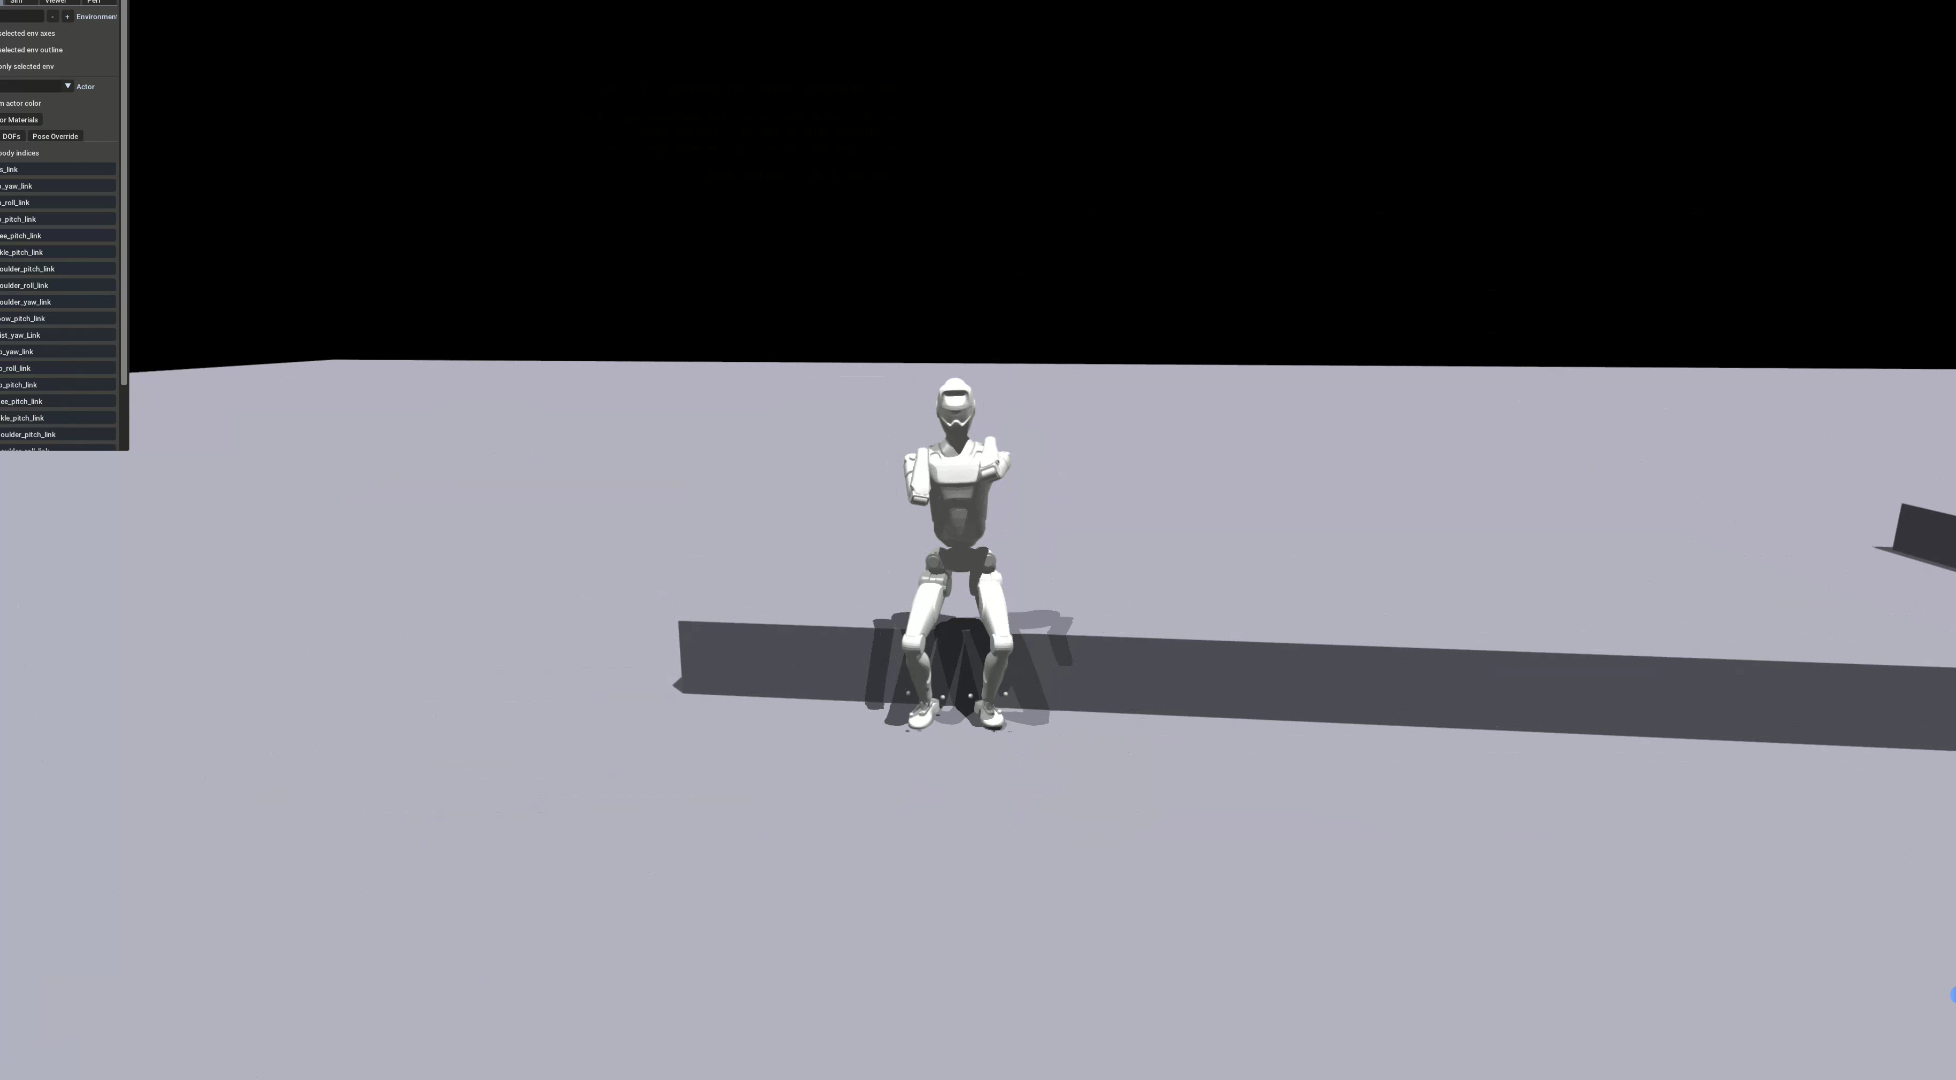 Sim Viewer Perf
- + Environment
selected env axes
selected env outline
only selected env
Actor
m actor color
or Materials
DOFs Pose Override
body indices
s_link
_yaw_link
_roll_link
_pitch_link
ee_pitch_link
kle_pitch_link
oulder_pitch_link
oulder_roll_link
oulder_yaw_link
bow_pitch_link
ist_yaw_Link
_yaw_link
_roll_link
_pitch_link
ee_pitch_link
kle_pitch_link
oulder_pitch_link